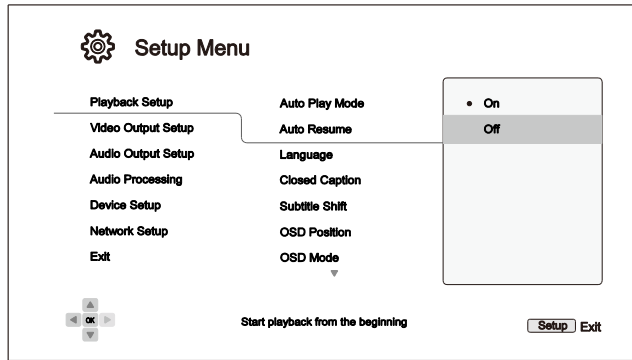 Setup Menu
Playback Setup
Video Output Setup
Audio Output Setup
Audio Processing
Device Setup
Network Setup
Exit
Auto Play Mode
Auto Resume
Language
Closed Caption
Subtitle Shift
OSD Position
OSD Mode
• On
Off
OK
Start playback from the beginning
Setup Exit